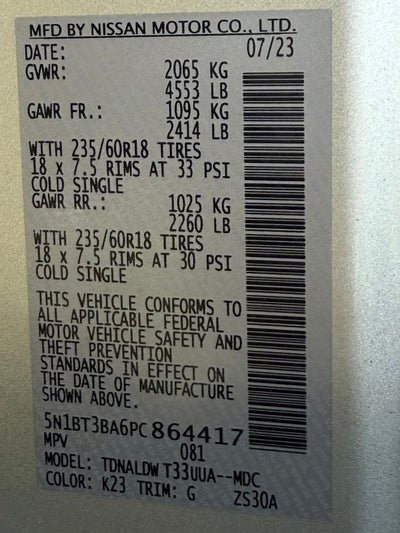 MFD BY NISSAN MOTOR CO., LTD.
DATE: 07/23
GVWR: 2065 KG
4553 LB
GAWR FR.: 1095 KG
2414 LB
WITH 235/60R18 TIRES
18 x 7.5 RIMS AT 33 PSI
COLD SINGLE
GAWR RR.: 1025 KG
2260 LB
WITH 235/60R18 TIRES
18 x 7.5 RIMS AT 30 PSI
COLD SINGLE
THIS VEHICLE CONFORMS TO
ALL APPLICABLE FEDERAL
MOTOR VEHICLE SAFETY AND
THEFT PREVENTION
STANDARDS IN EFFECT ON
THE DATE OF MANUFACTURE
SHOWN ABOVE.
5N1BT3BA6PC864417
MPV 081
MODEL: TDNALDW T33UUA--MDC
COLOR: K23 TRIM: G ZS30A